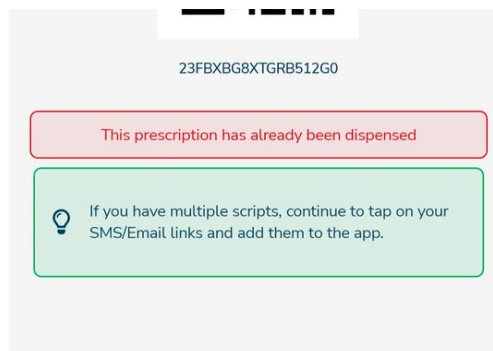 23FBXBG8XTGRB512G0
This prescription has already been dispensed
If you have multiple scripts, continue to tap on your
SMS/Email links and add them to the app.